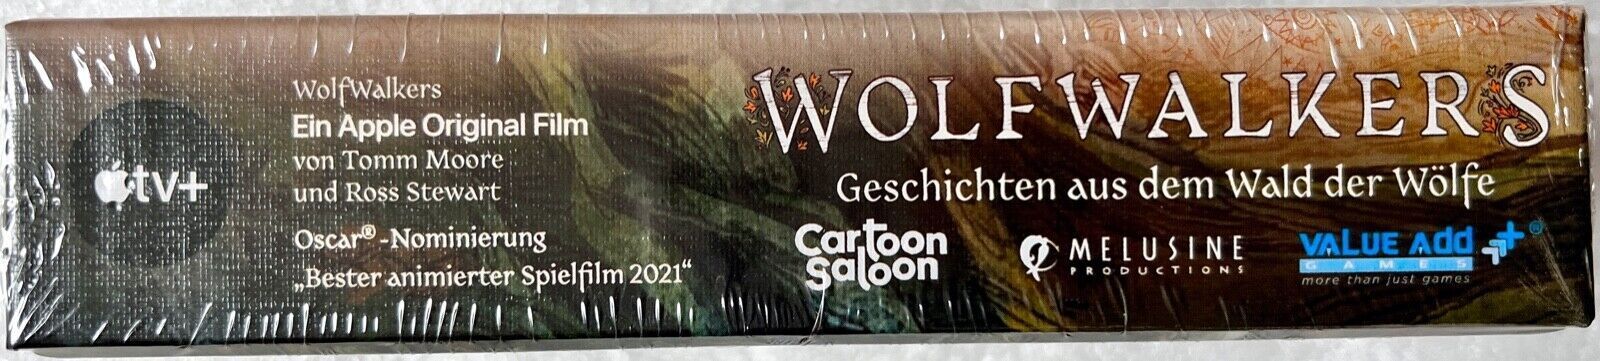 tv+
WolfWalkers
Ein Apple Original Film
von Tomm Moore
und Ross Stewart
Oscar® -Nominierung
„Bester animierter Spielfilm 2021“
WOLFWALKERS
Geschichten aus dem Wald der Wölfe
Cartoon
Saloon
MELUSINE
PRODUCTIONS
VALUE ADD
GAMES
more than just games
®